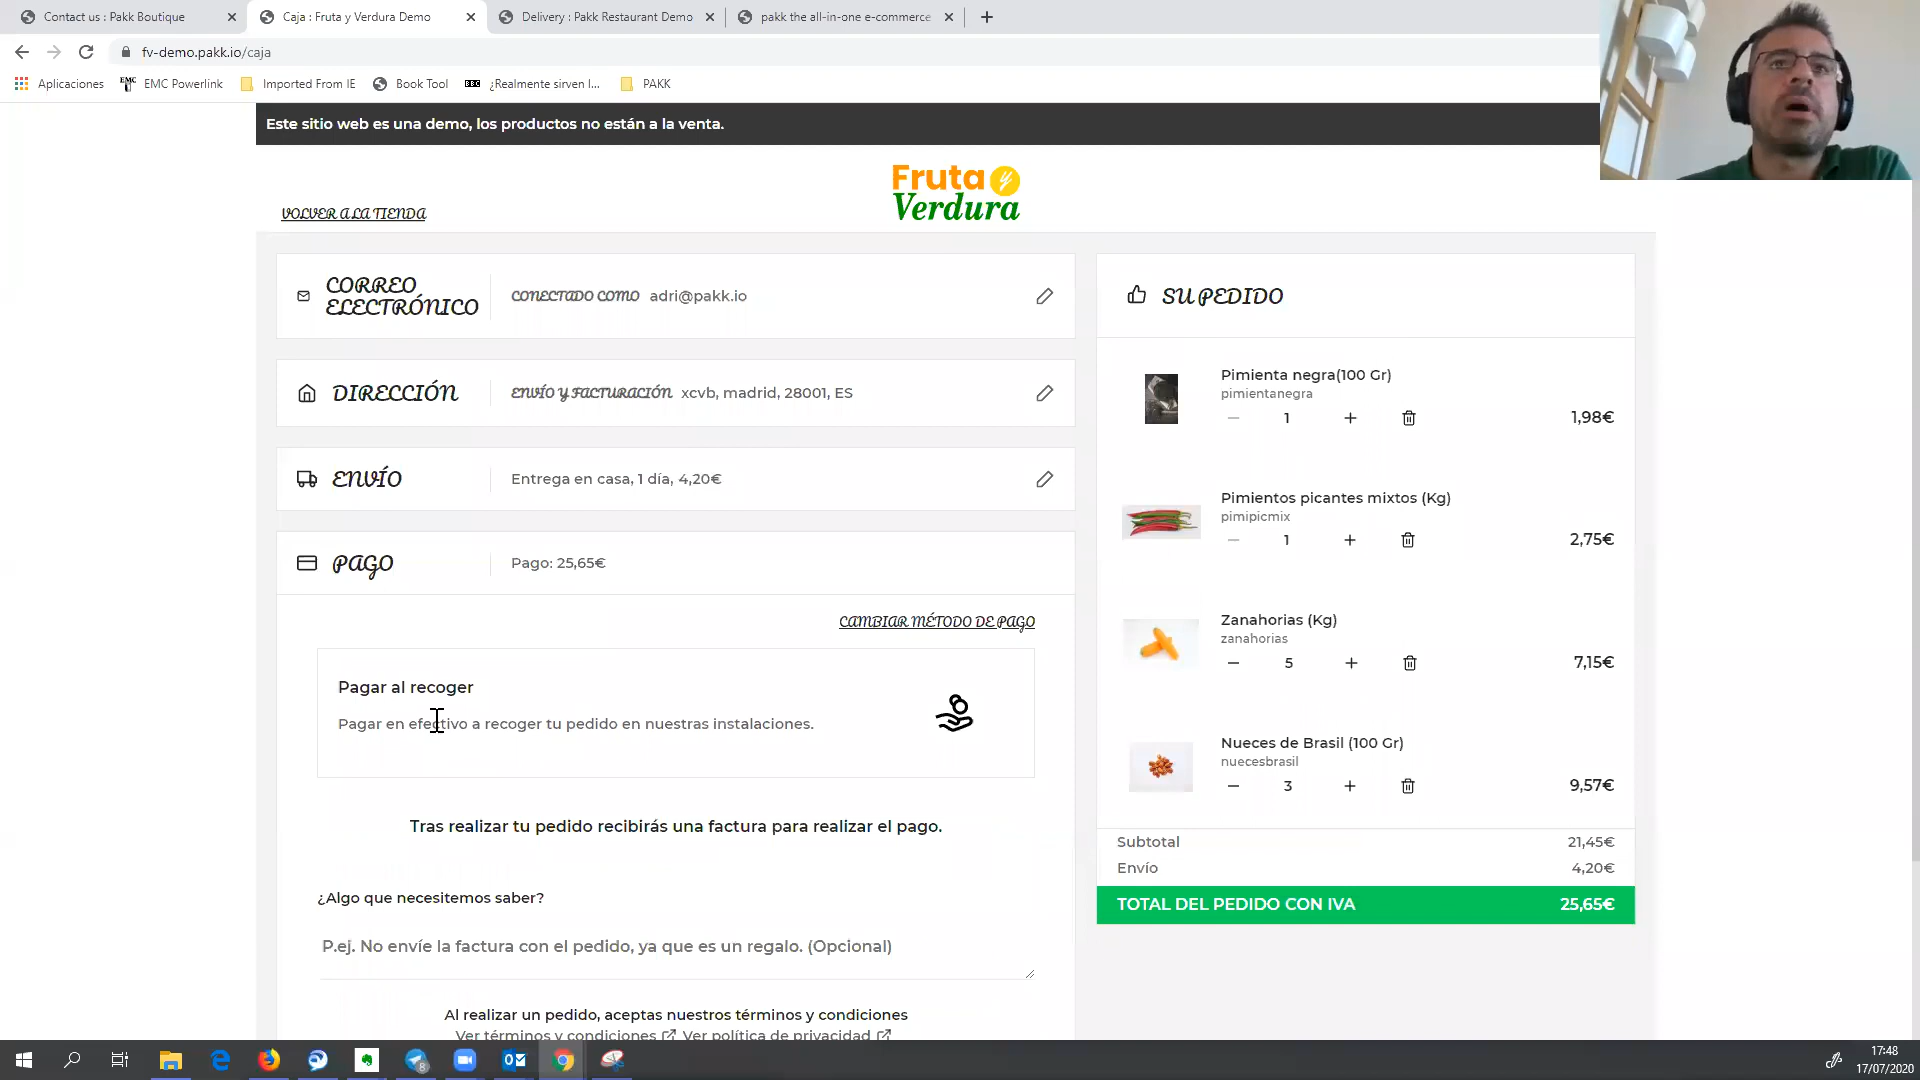 Contact us : Pakk Boutique
Caja : Fruta y Verdura Demo
Delivery : Pakk Restaurant Demo
pakk the all-in-one e-commerce
fv-demo.pakk.io/caja
Aplicaciones
EMC EMC Powerlink
Imported From IE
Book Tool
BBC ¿Realmente sirven l...
PAKK
Este sitio web es una demo, los productos no están a la venta.
VOLVER A LA TIENDA
Fruta y
Verdura
CORREO
ELECTRÓNICO
CONECTADO COMO adri@pakk.io
DIRECCIÓN
ENVÍO Y FACTURACIÓN xcvb, madrid, 28001, ES
ENVÍO
Entrega en casa, 1 día, 4,20€
PAGO
Pago: 25,65€
CAMBIAR MÉTODO DE PAGO
Pagar al recoger
Pagar en efectivo a recoger tu pedido en nuestras instalaciones.
Tras realizar tu pedido recibirás una factura para realizar el pago.
¿Algo que necesitemos saber?
P.ej. No envíe la factura con el pedido, ya que es un regalo. (Opcional)
Al realizar un pedido, aceptas nuestros términos y condiciones
Ver términos y condiciones Ver política de privacidad
SU PEDIDO
Pimienta negra(100 Gr)
pimientanegra
− 1 + 1,98€
Pimientos picantes mixtos (Kg)
pimipicmix
− 1 + 2,75€
Zanahorias (Kg)
zanahorias
− 5 + 7,15€
Nueces de Brasil (100 Gr)
nuecesbrasil
− 3 + 9,57€
Subtotal 21,45€
Envío 4,20€
TOTAL DEL PEDIDO CON IVA 25,65€
8
17:48
17/07/2020